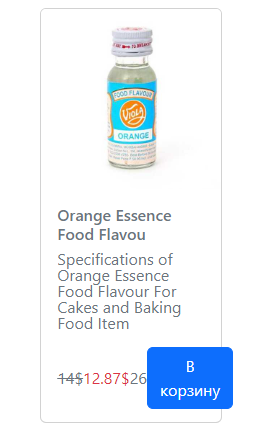 FOOD FLAVOUR
Viola
ORANGE
Orange Essence
Food Flavou
Specifications of
Orange Essence
Food Flavour For
Cakes and Baking
Food Item
14$12.87$26
В
корзину